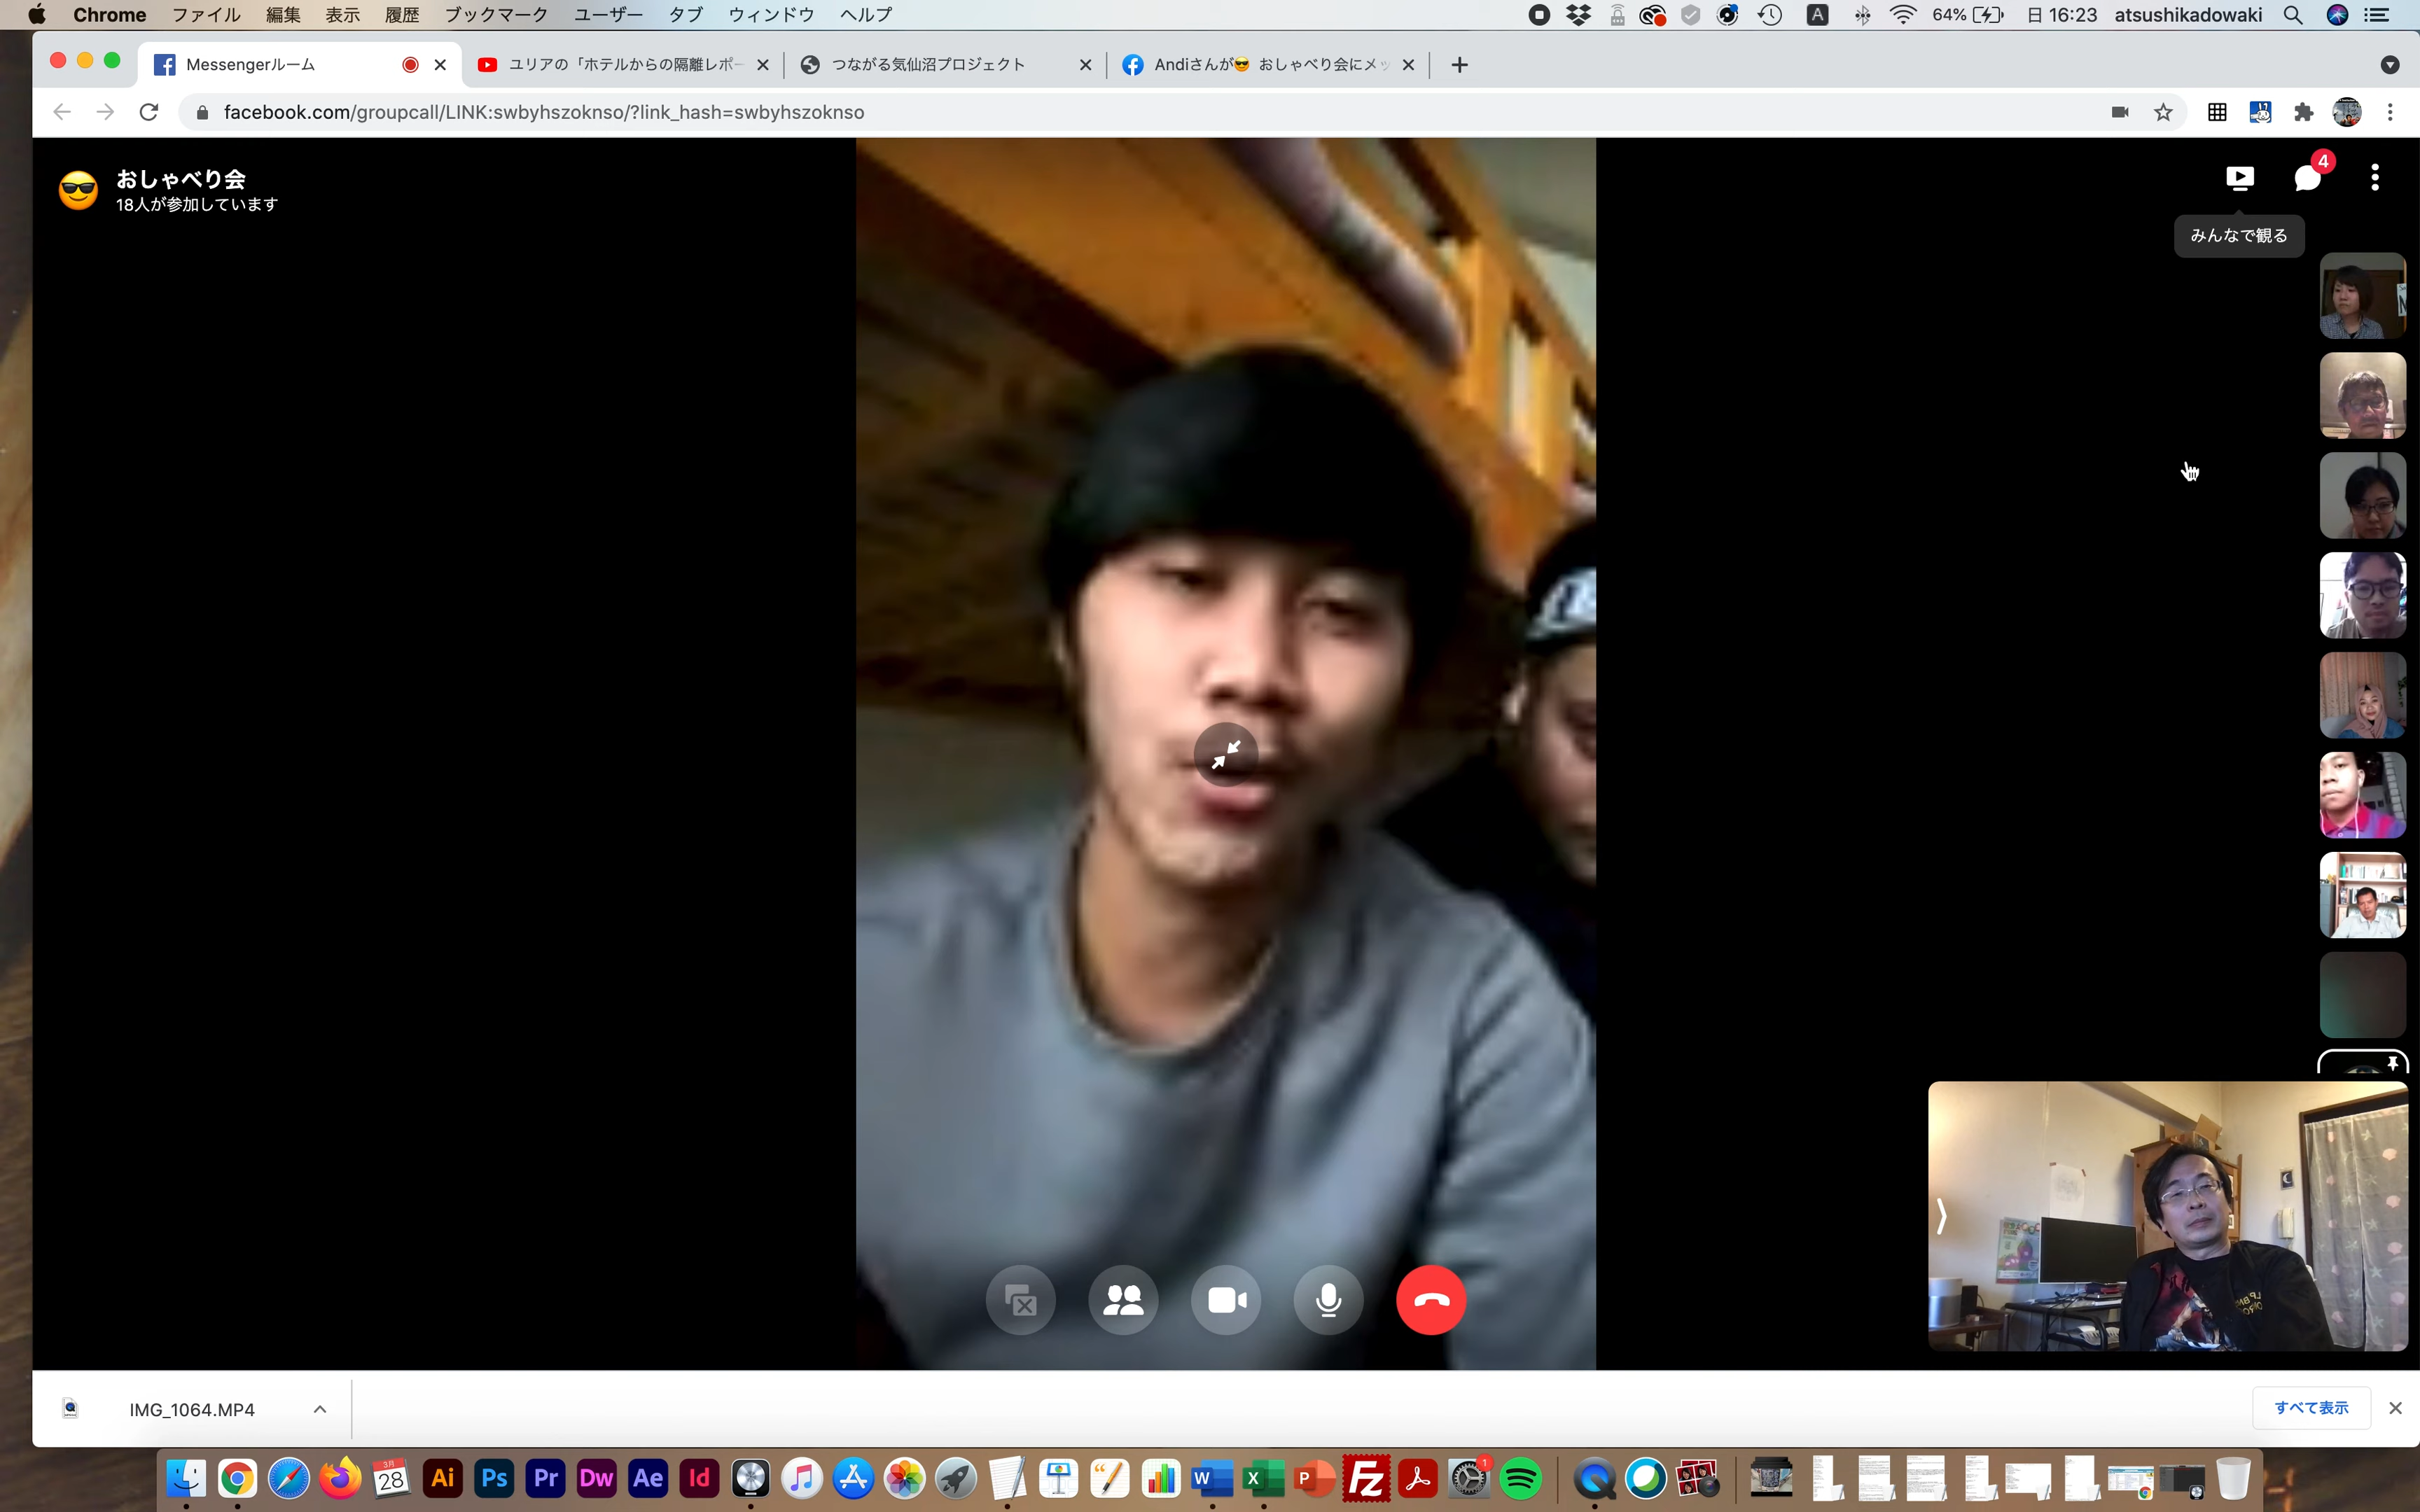 Chrome ファイル 編集 表示 履歴 ブックマーク ユーザー タブ ウィンドウ ヘルプ A 64% 日 16:23 atsushikadowaki
Messengerルーム ユリアの「ホテルからの隔離レポー つながる気仙沼プロジェクト Andiさんが😎 おしゃべり会にメッ
facebook.com/groupcall/LINK:swbyhszoknso/?link_hash=swbyhszoknso
おしゃべり会
18人が参加しています
4
みんなで観る
IMG_1064.MP4
すべて表示
3月
28
Ai Ps Pr Dw Ae Id W X P Fz
1